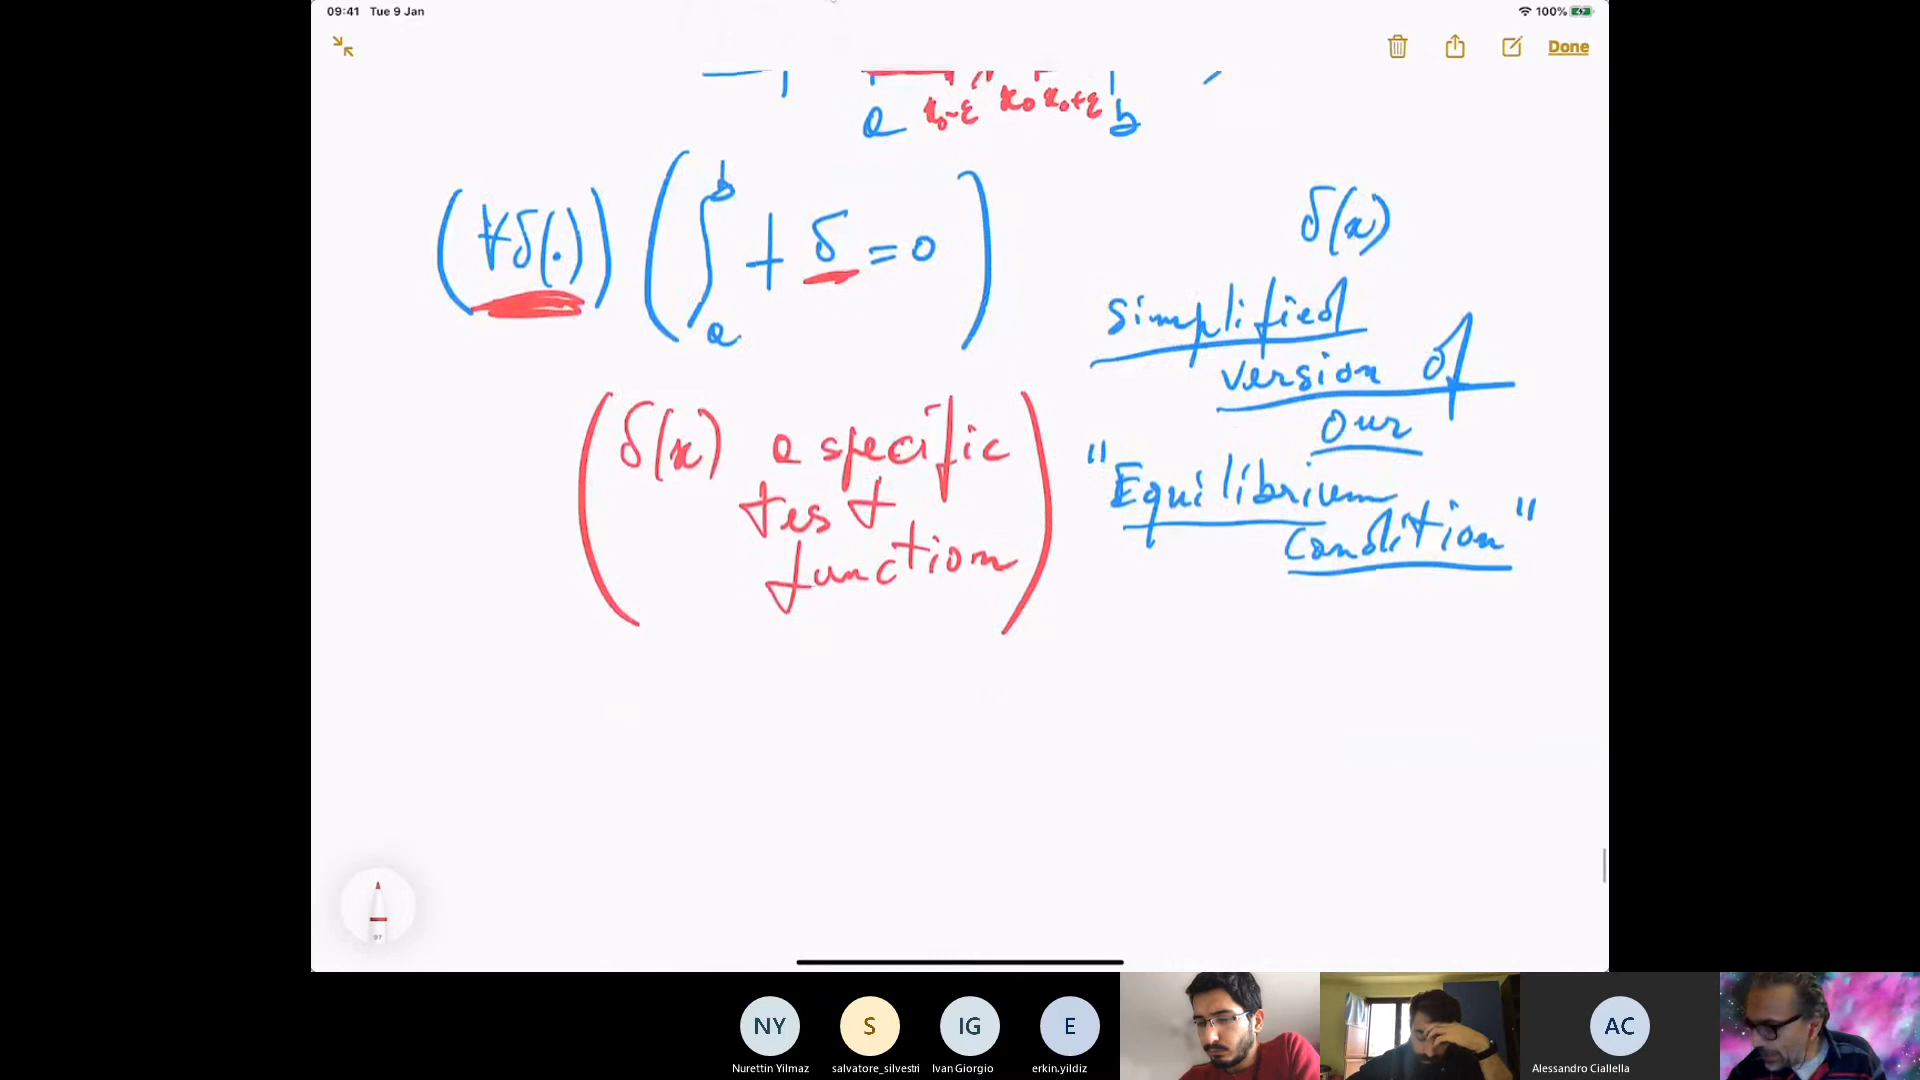 09:41 Tue 9 Jan
100%
Done
a x₀-ε x₀ x₀+ε b
(∀δ(·)) (∫ₐᵇ f δ = 0)
δ(x)
simplified
version of
our
"Equilibrium
condition"
(δ(x) a specific
test
function)
97
NY
S
IG
E
AC
Nurettin Yilmaz
salvatore_silvestri
Ivan Giorgio
erkin.yildiz
Alessandro Ciallella